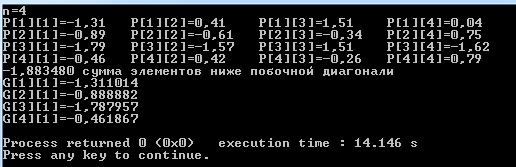 n=4
P[1][1]=-1,31 P[1][2]=0,41 P[1][3]=1,51 P[1][4]=0,04
P[2][1]=-0,89 P[2][2]=-0,61 P[2][3]=-0,34 P[2][4]=0,75
P[3][1]=-1,79 P[3][2]=-1,57 P[3][3]=1,51 P[3][4]=-1,62
P[4][1]=-0,46 P[4][2]=0,42 P[4][3]=-0,26 P[4][4]=0,79
-1,883480 сумма элементов ниже побочной диагонали
G[1][1]=-1,311014
G[2][1]=-0,888882
G[3][1]=-1,787957
G[4][1]=-0,461867
Process returned 0 (0x0) execution time : 14.146 s
Press any key to continue.